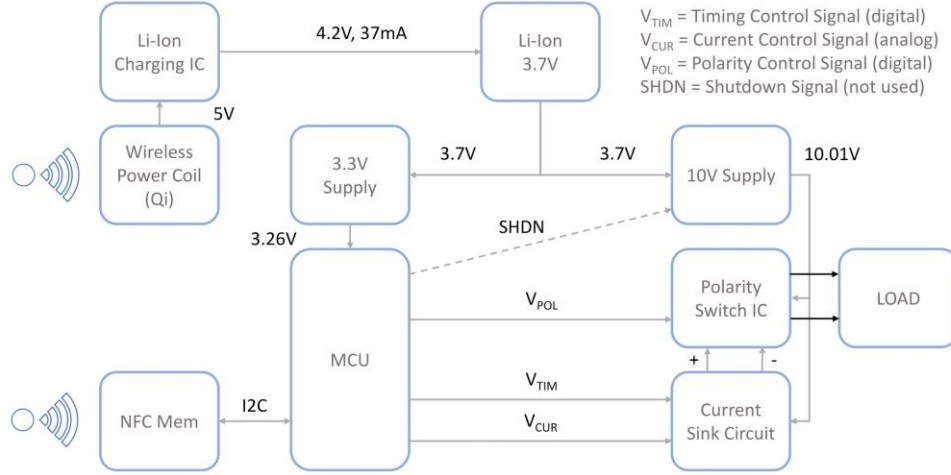 4.2V, 37mA
Li-Ion
Charging IC
Li-Ion
3.7V
V_TIM = Timing Control Signal (digital)
V_CUR = Current Control Signal (analog)
V_POL = Polarity Control Signal (digital)
SHDN = Shutdown Signal (not used)
5V
Wireless
Power Coil
(Qi)
3.3V
Supply
3.7V
3.7V
10V Supply
10.01V
3.26V
SHDN
MCU
V_POL
Polarity
Switch IC
LOAD
+
-
NFC Mem
I2C
V_TIM
V_CUR
Current
Sink Circuit